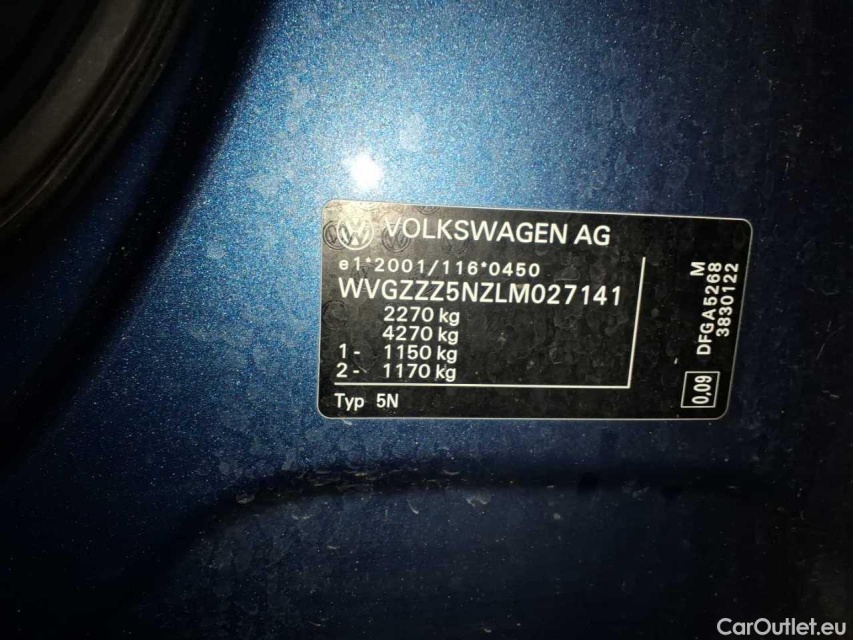 VOLKSWAGEN AG
e1*2001/116*0450
WVGZZZ5NZLM027141
2270 kg
4270 kg
1- 1150 kg
2- 1170 kg
Typ 5N
M
DFGA5268
3830122
0,09
CarOutlet.eu